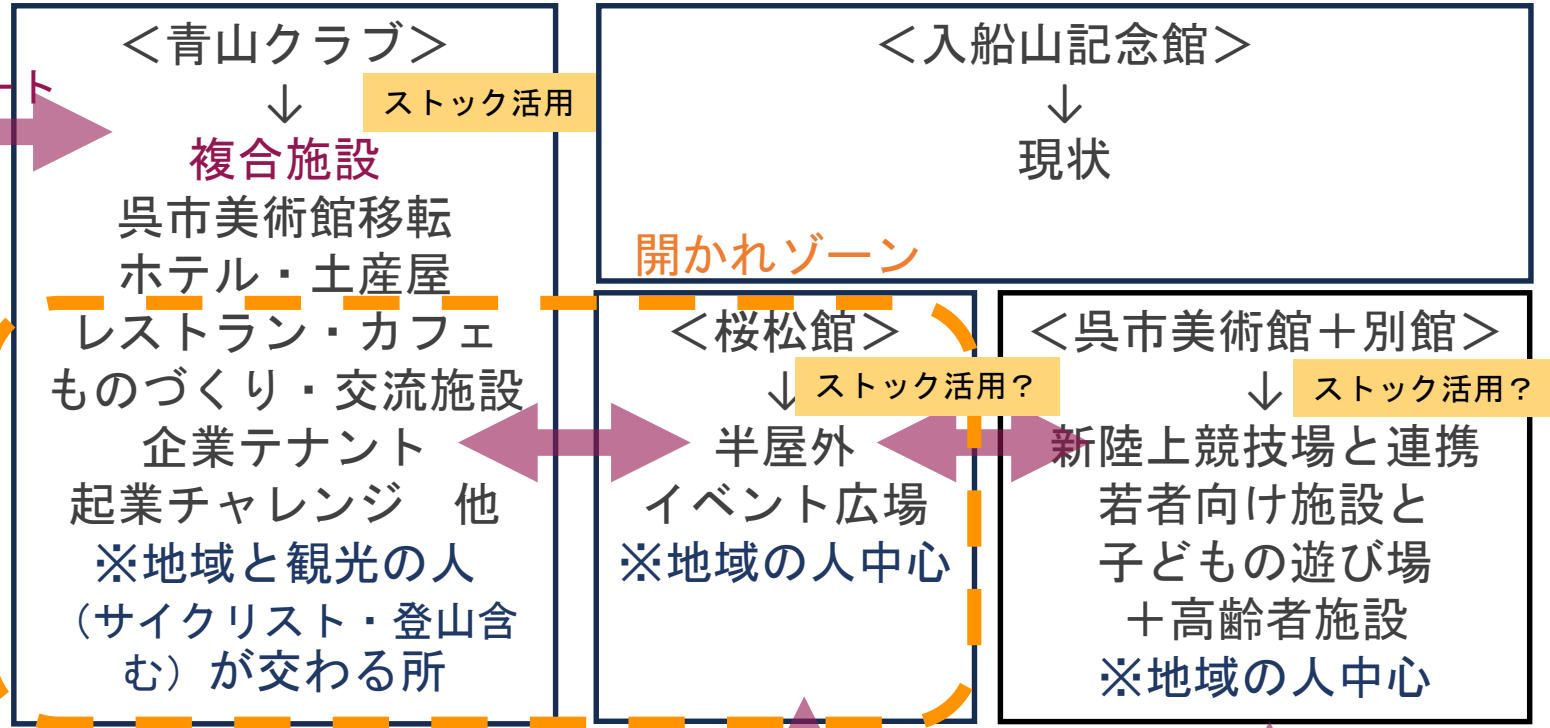 ート
＜青山クラブ＞
↓
ストック活用
複合施設
呉市美術館移転
ホテル・土産屋
レストラン・カフェ
ものづくり・交流施設
企業テナント
起業チャレンジ　他
※地域と観光の人
（サイクリスト・登山含
む）が交わる所
＜入船山記念館＞
↓
現状
開かれゾーン
＜桜松館＞
↓
ストック活用？
半屋外
イベント広場
※地域の人中心
＜呉市美術館＋別館＞
↓
ストック活用？
新陸上競技場と連携
若者向け施設と
子どもの遊び場
＋高齢者施設
※地域の人中心